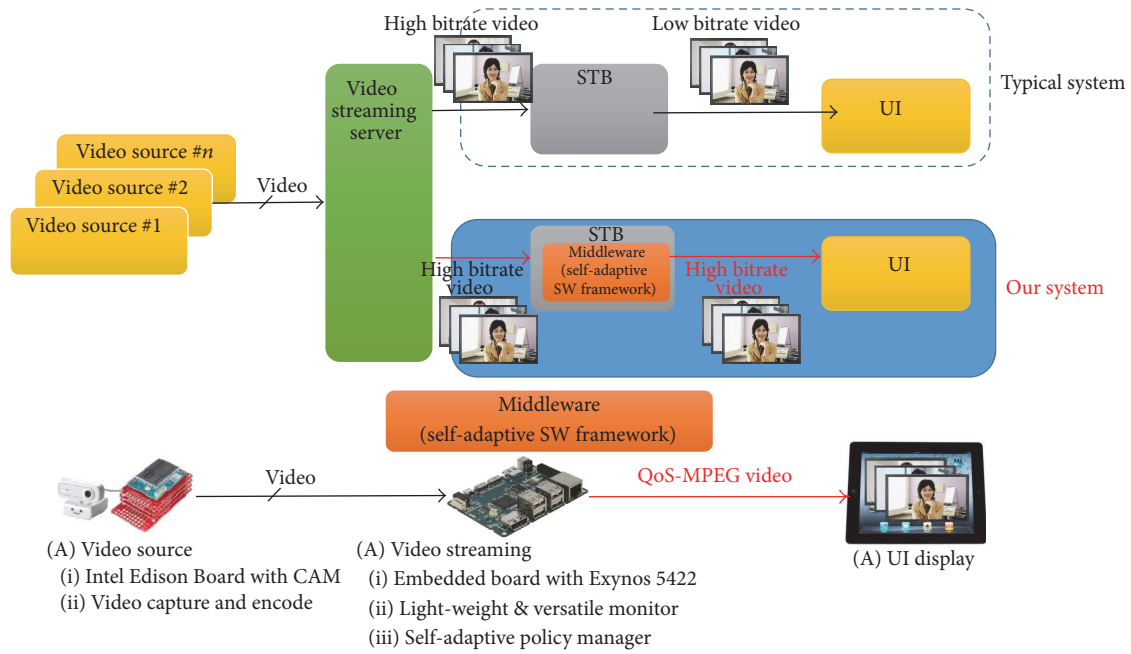 High bitrate video
Low bitrate video
STB
UI
Typical system
Video
streaming
server
Video source #n
Video source #2
Video source #1
Video
STB
Middleware
(self-adaptive
SW framework)
High bitrate
video
High bitrate
video
UI
Our system
Middleware
(self-adaptive SW framework)
Video
QoS-MPEG video
(A) Video source
(i) Intel Edison Board with CAM
(ii) Video capture and encode
(A) Video streaming
(i) Embedded board with Exynos 5422
(ii) Light-weight & versatile monitor
(iii) Self-adaptive policy manager
(A) UI display